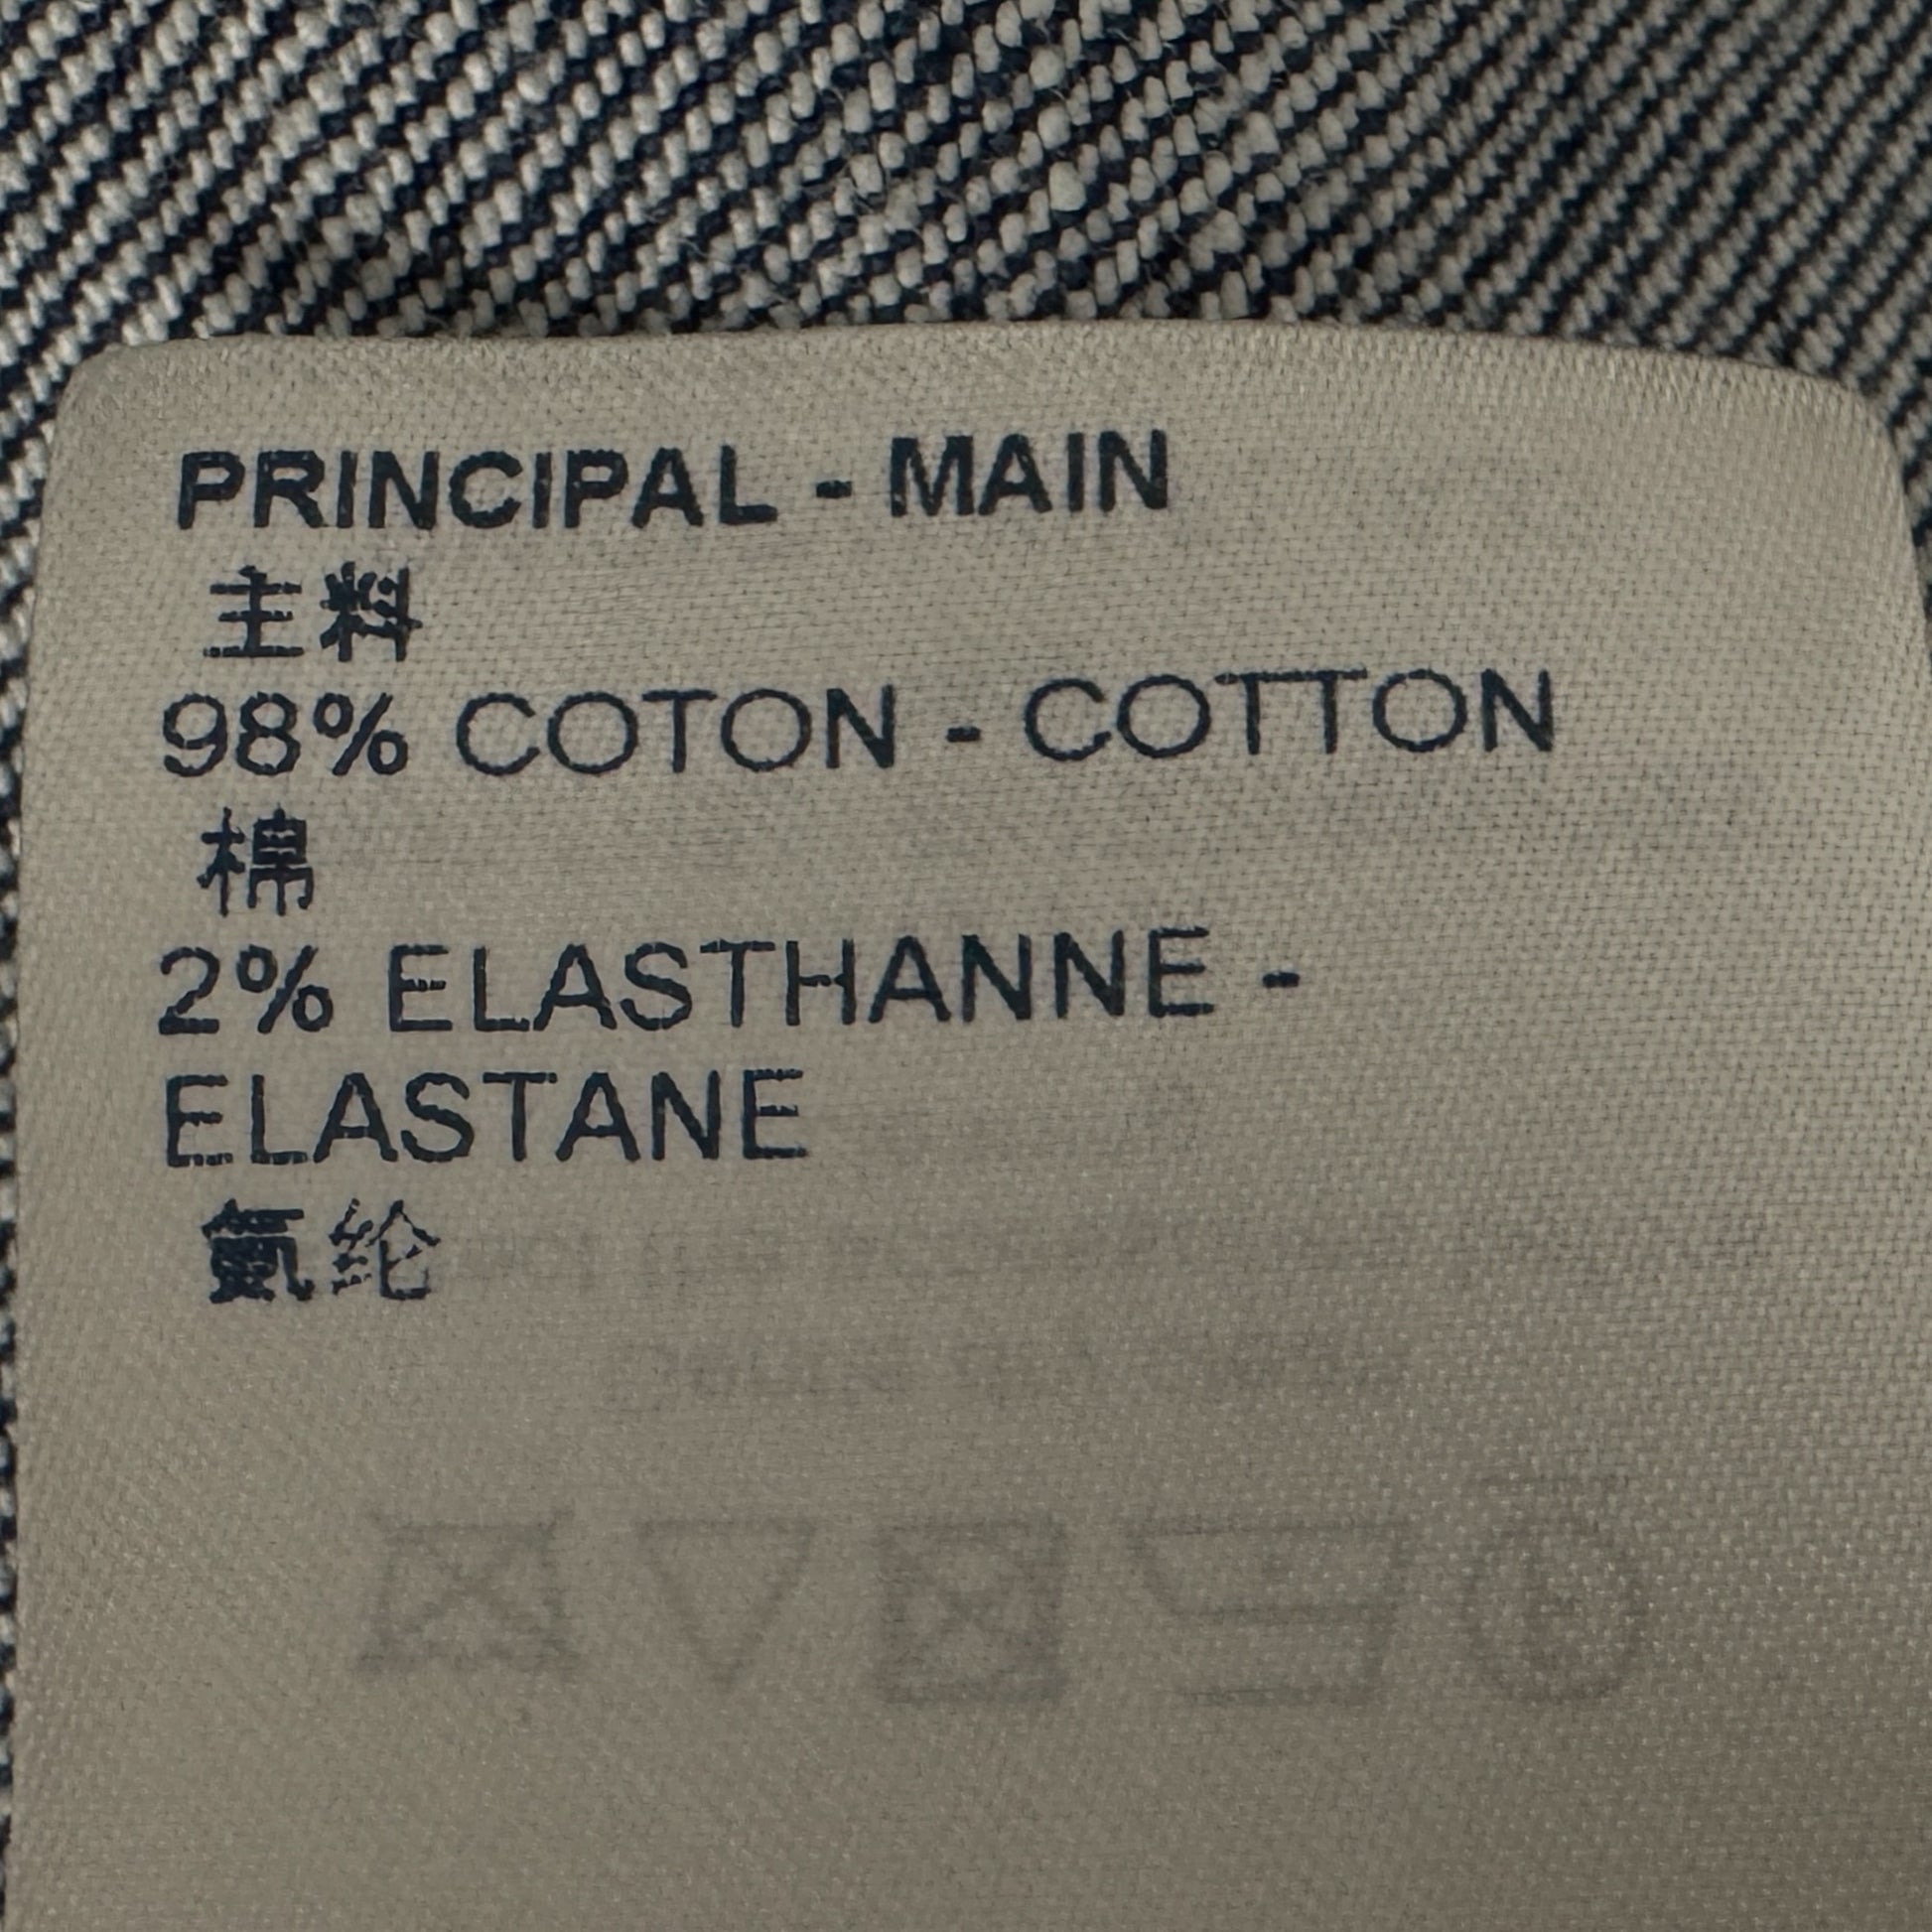 PRINCIPAL - MAIN
主料
98% COTON - COTTON
棉
2% ELASTHANNE -
ELASTANE
氨纶